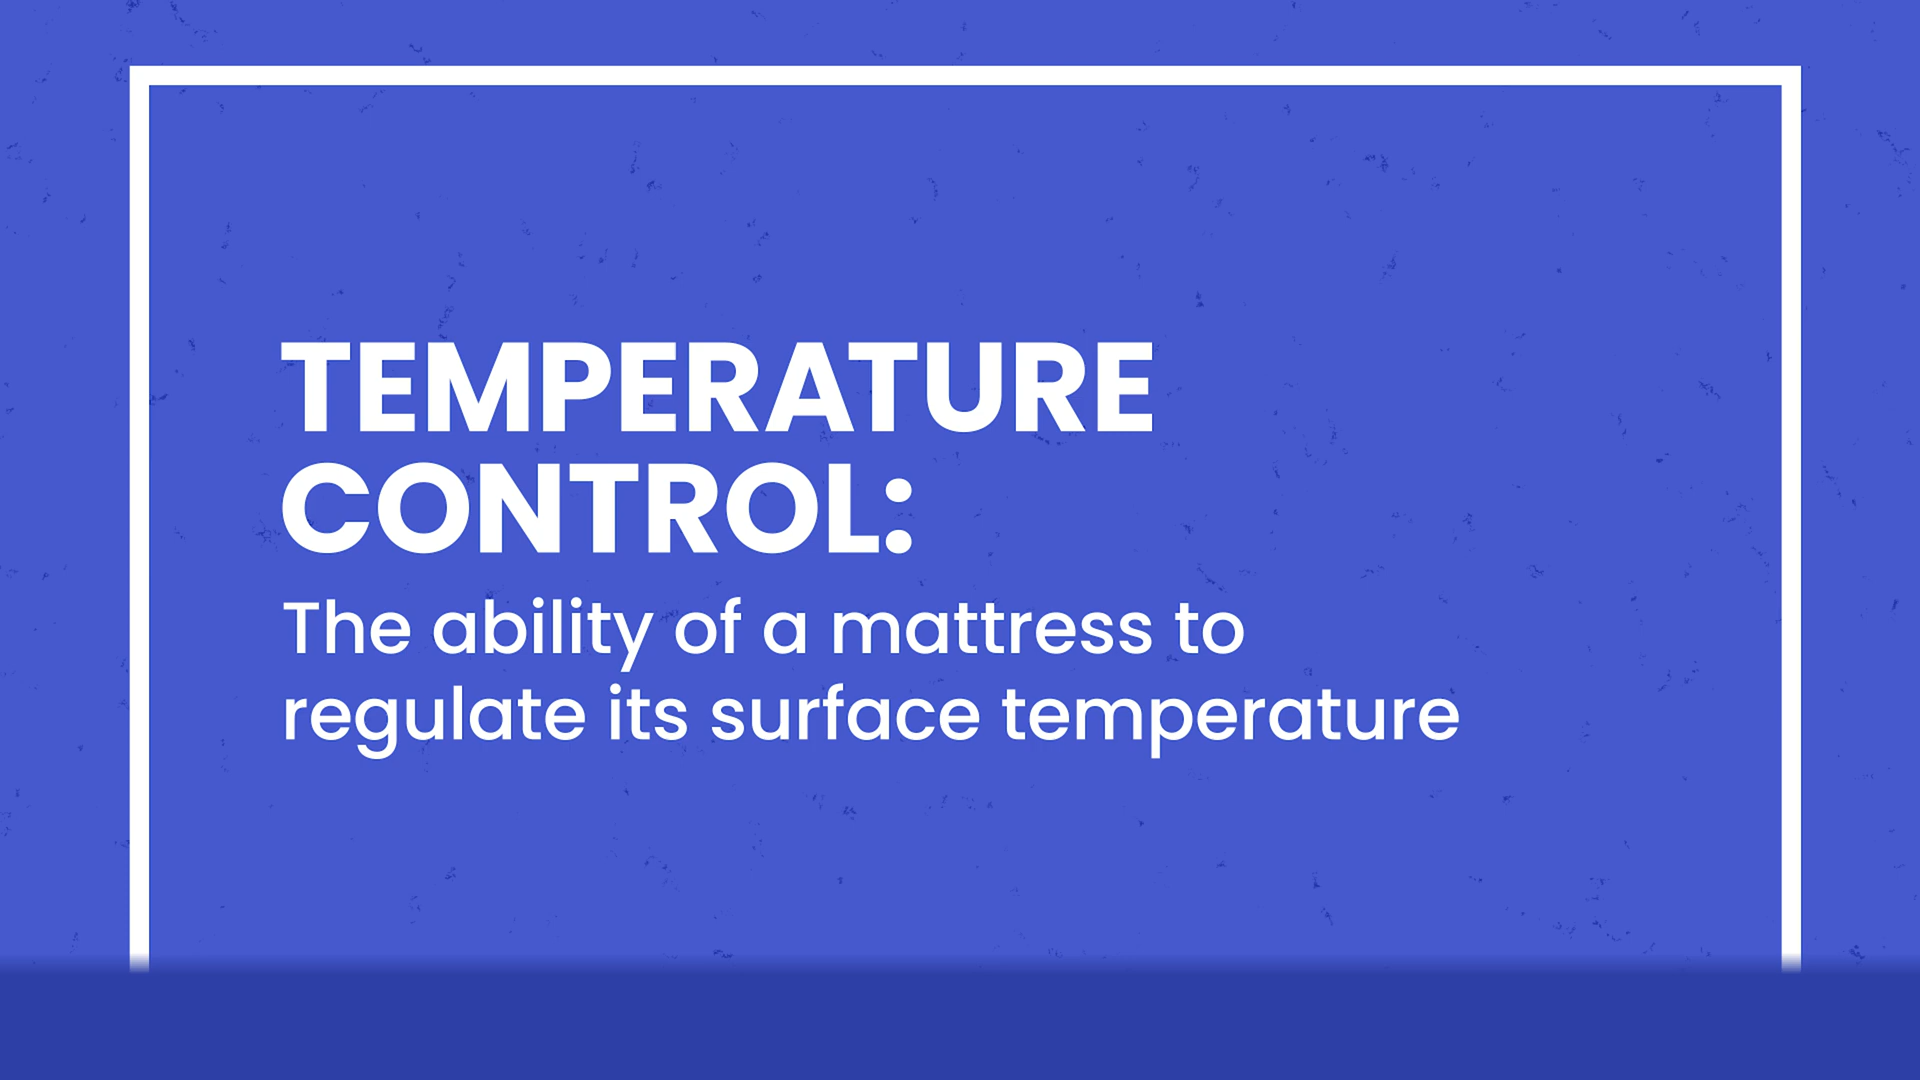 TEMPERATURE
CONTROL:
The ability of a mattress to
regulate its surface temperature